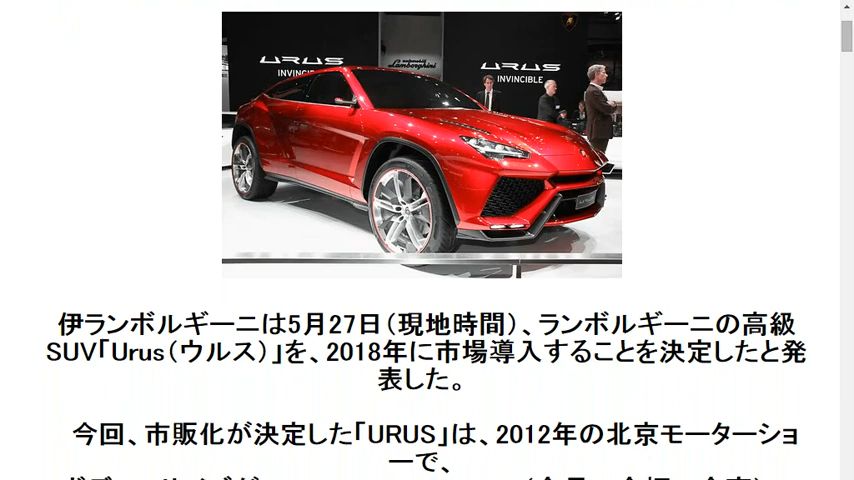 URUS
INVINCIBLE
automobili
Lamborghini
URUS
INVINCIBLE
伊ランボルギーニは5月27日（現地時間）、ランボルギーニの高級
SUV「Urus（ウルス）」を、2018年に市場導入することを決定したと発
表した。
今回、市販化が決定した「URUS」は、2012年の北京モーターショ
ーで、